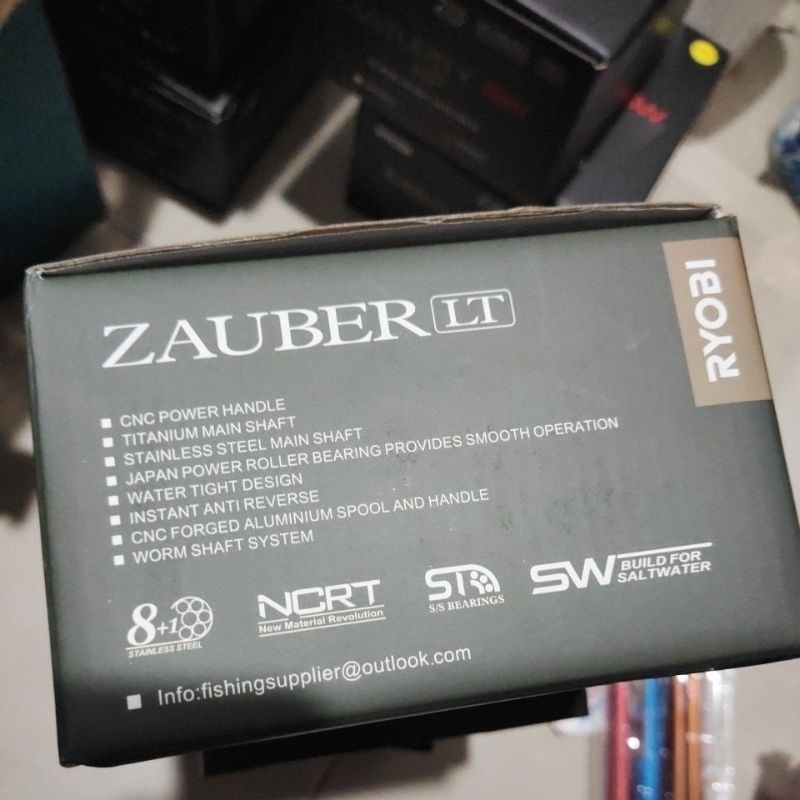 ZAUBER LT
RYOBI
■ CNC POWER HANDLE
■ TITANIUM MAIN SHAFT
■ STAINLESS STEEL MAIN SHAFT
■ JAPAN POWER ROLLER BEARING PROVIDES SMOOTH OPERATION
■ WATER TIGHT DESIGN
■ INSTANT ANTI REVERSE
■ CNC FORGED ALUMINIUM SPOOL AND HANDLE
■ WORM SHAFT SYSTEM
8+1
STAINLESS STEEL
NCRT
New Material Revolution
ST
S/S BEARINGS
SW BUILD FOR
SALTWATER
■ Info:fishingsupplier@outlook.com